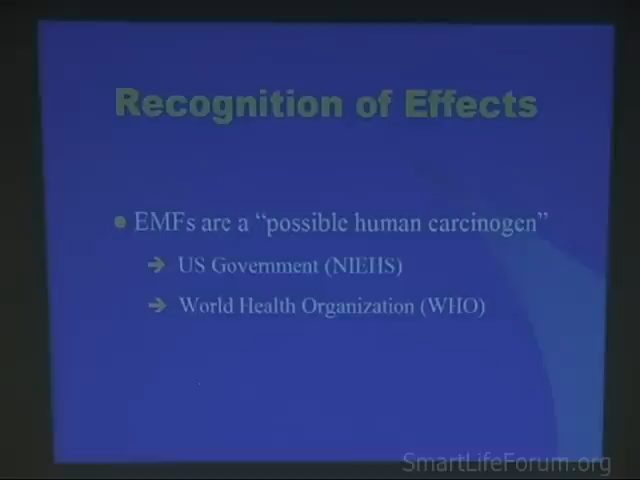 Recognition of Effects
EMFs are a “possible human carcinogen”
US Government (NIEHS)
World Health Organization (WHO)
SmartLifeForum.org